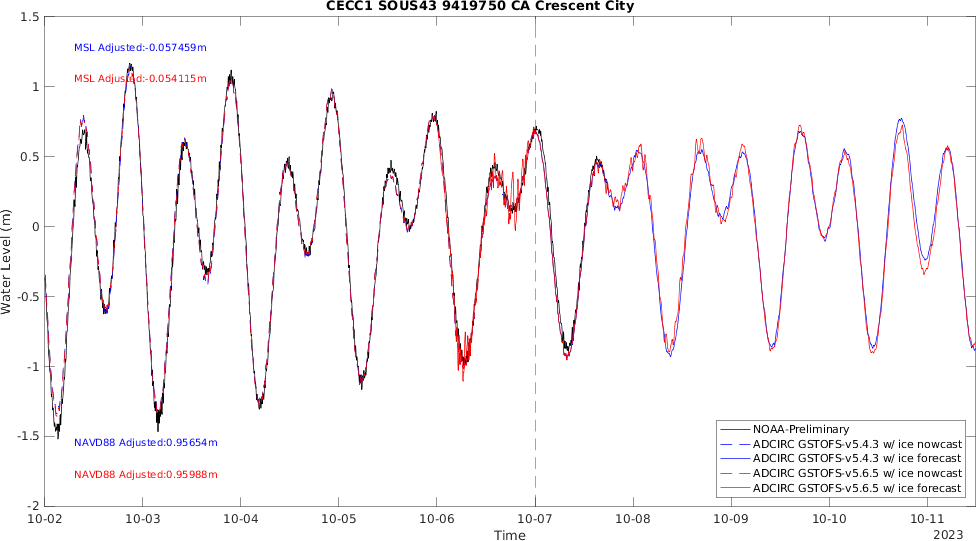 CECC1 SOUS43 9419750 CA Crescent City
1.5
1
0.5
0
-0.5
-1
-1.5
-2
Water Level (m)
MSL Adjusted:-0.057459m
MSL Adjusted:-0.054115m
NAVD88 Adjusted:0.95654m
NAVD88 Adjusted:0.95988m
NOAA-Preliminary
ADCIRC GSTOFS-v5.4.3 w/ ice nowcast
ADCIRC GSTOFS-v5.4.3 w/ ice forecast
ADCIRC GSTOFS-v5.6.5 w/ ice nowcast
ADCIRC GSTOFS-v5.6.5 w/ ice forecast
10-02 10-03 10-04 10-05 10-06 10-07 10-08 10-09 10-10 10-11
Time
2023